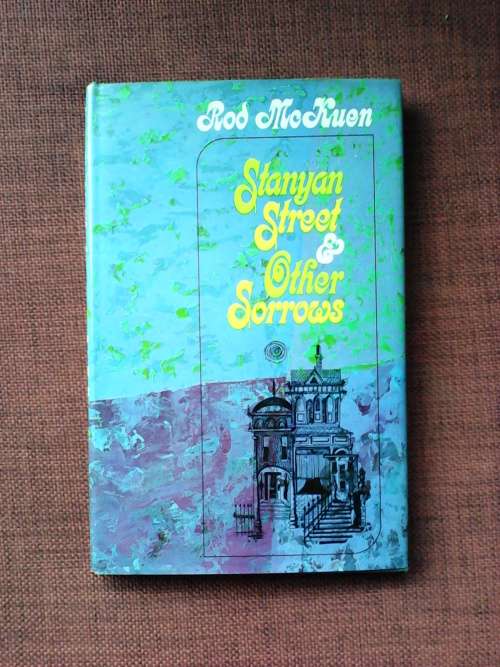 Rod McKuen
Stanyan
Street
&
Other
Sorrows